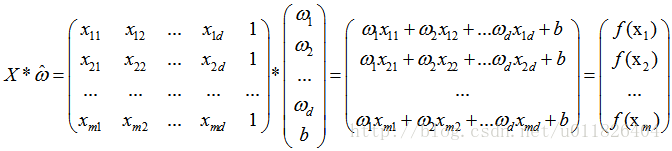 X * ω̂ = ( x₁₁ x₁₂ ... x₁d 1 ; x₂₁ x₂₂ ... x₂d 1 ; ... ... ... ... ... ; xₘ₁ xₘ₂ ... xₘd 1 ) * ( ω₁ ; ω₂ ; ... ; ωd ; b ) = ( ω₁x₁₁ + ω₂x₁₂ + ...ωdx₁d + b ; ω₁x₂₁ + ω₂x₂₂ + ...ωdx₂d + b ; ... ; ω₁xₘ₁ + ω₂xₘ₂ + ...ωdxₘd + b ) = ( f(x₁) ; f(x₂) ; ... ; f(xₘ) )